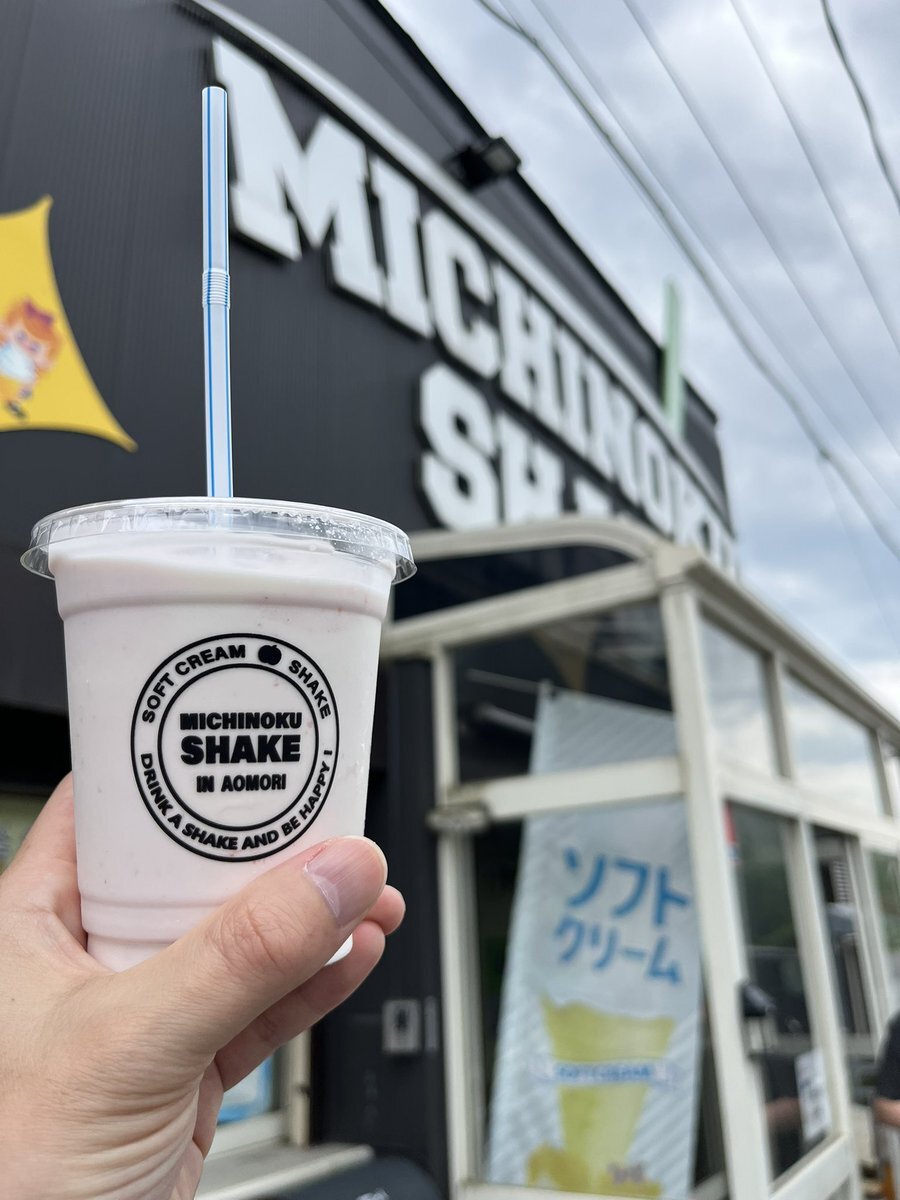 MICHINOKU
SHAKE
SOFT CREAM
SHAKE
MICHINOKU
SHAKE
IN AOMORI
DRINK A SHAKE AND BE HAPPY !
ソフト
クリーム